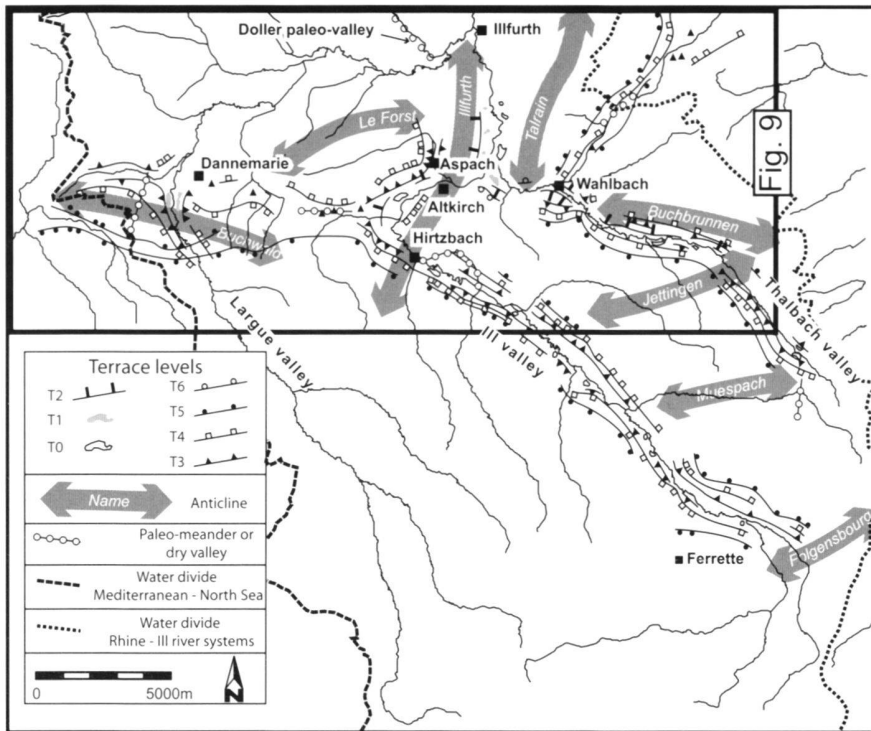 Doller paleo-valley
Illfurth
Illfurth
Talrain
Le Forst
Fig. 9
Dannemarie
Aspach
Altkirch
Wahlbach
Buchbrunnen
Hirtzbach
Jettingen
Largue valley
Ill valley
Thalbach valley
Muespach
Folgensbourg
Ferrette
Terrace levels
T2
T6
T1
T5
T0
T4
T3
Name
Anticline
Paleo-meander or
dry valley
Water divide
Mediterranean - North Sea
Water divide
Rhine - Ill river systems
0
5000m
N